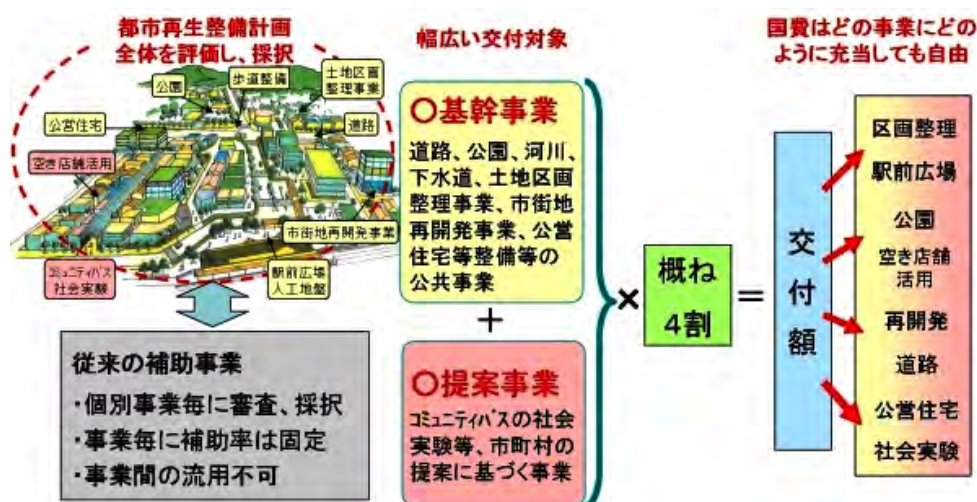 都市再生整備計画
全体を評価し、採択
公園
歩道整備
土地区画
整理事業
公営住宅
道路
空き店舗活用
市街地再開発事業
コミュニティバス
社会実験
駅前広場
人工地盤
従来の補助事業
・個別事業毎に審査、採択
・事業毎に補助率は固定
・事業間の流用不可
幅広い交付対象
〇基幹事業
道路、公園、河川、
下水道、土地区画
整理事業、市街地
再開発事業、公営
住宅等整備等の
公共事業
+
〇提案事業
コミュニティバスの社会
実験等、市町村の
提案に基づく事業
×
概ね
4割
=
交付額
国費はどの事業にどの
ように充当しても自由
区画整理
駅前広場
公園
空き店舗
活用
再開発
道路
公営住宅
社会実験